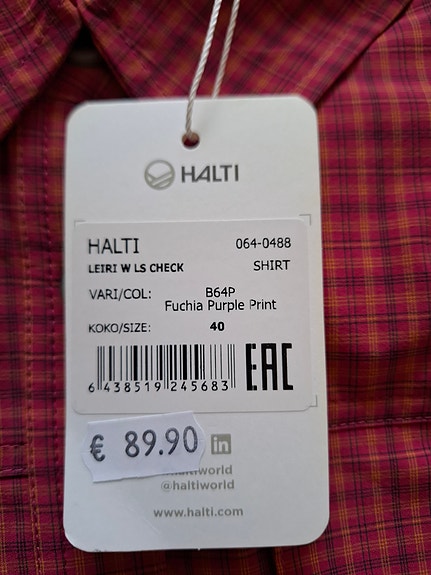 HALTI
HALTI 064-0488
LEIRI W LS CHECK SHIRT
VARI/COL: B64P
Fuchia Purple Print
KOKO/SIZE: 40
6 438519 245683
EAC
€ 89.90 in
@haltiworld
www.halti.com